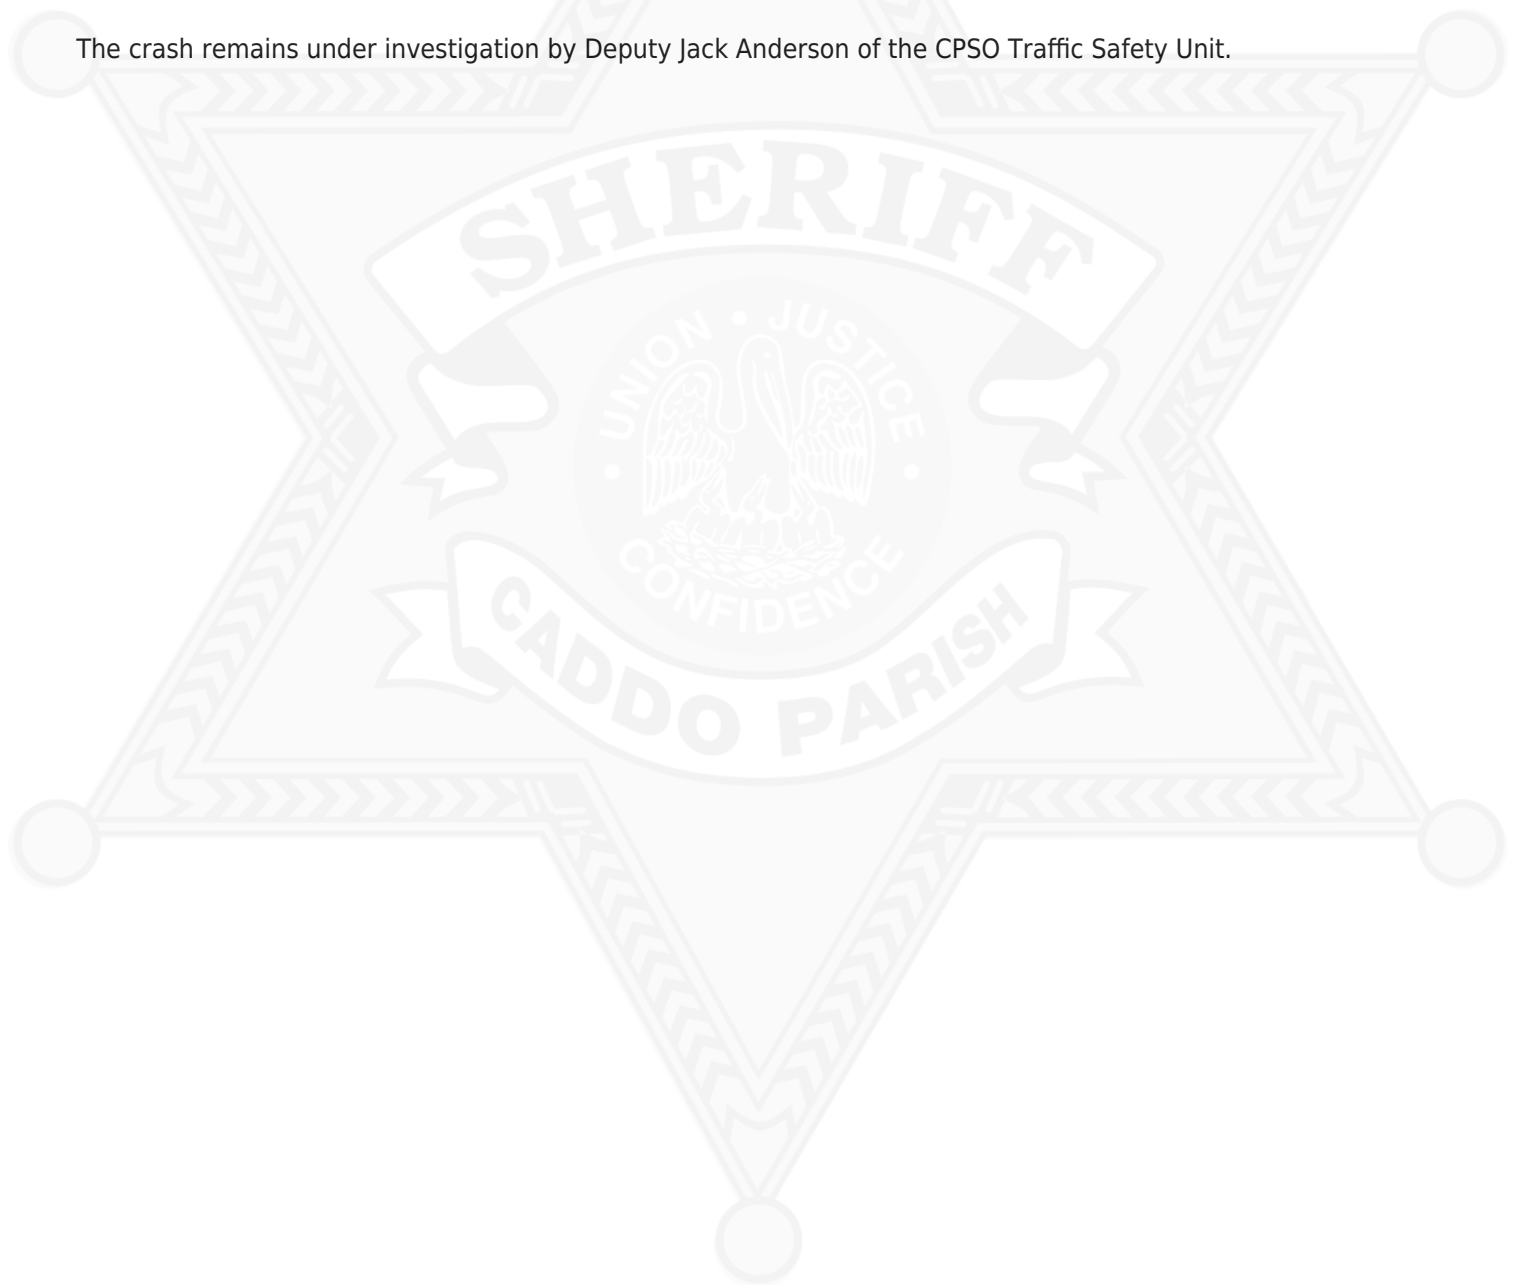 The crash remains under investigation by Deputy Jack Anderson of the CPSO Traffic Safety Unit.
SHERIFF
UNION • JUSTICE
• CONFIDENCE •
CADDO PARISH